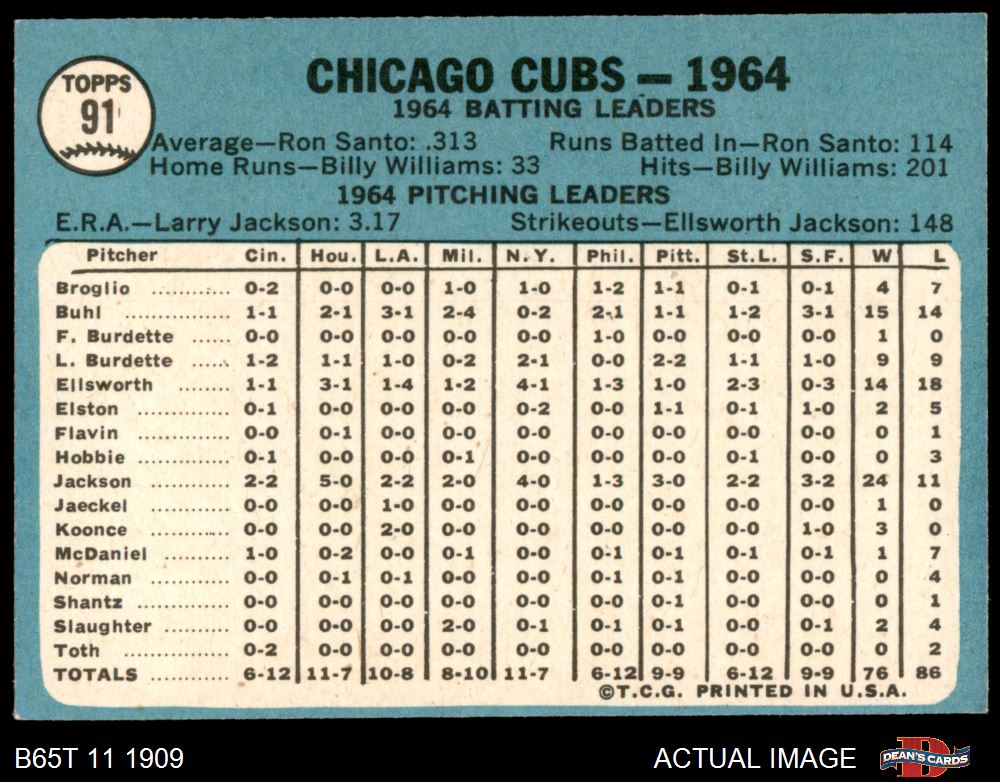 CHICAGO CUBS — 1964
TOPPS
91
1964 BATTING LEADERS
Average—Ron Santo: .313 Runs Batted In—Ron Santo: 114
Home Runs—Billy Williams: 33 Hits—Billy Williams: 201
1964 PITCHING LEADERS
E.R.A.—Larry Jackson: 3.17 Strikeouts—Ellsworth Jackson: 148
Pitcher Cin. Hou. L.A. Mil. N.Y. Phil. Pitt. St.L. S.F. W L
Broglio .......... 0-2 0-0 0-0 1-0 1-0 1-2 1-1 0-1 0-1 4 7
Buhl ............. 1-1 2-1 3-1 2-4 0-2 2-1 1-1 1-2 3-1 15 14
F. Burdette ...... 0-0 0-0 0-0 0-0 0-0 1-0 0-0 0-0 0-0 1 0
L. Burdette ...... 1-2 1-1 1-0 0-2 2-1 0-0 2-2 1-1 1-0 9 9
Ellsworth ........ 1-1 3-1 1-4 1-2 4-1 1-3 1-0 2-3 0-3 14 18
Elston ............ 0-1 0-0 0-0 0-0 0-2 0-0 1-1 0-1 1-0 2 5
Flavin ............ 0-0 0-1 0-0 0-0 0-0 0-0 0-0 0-0 0-0 0 1
Hobbie ............ 0-1 0-0 0-0 0-1 0-0 0-0 0-0 0-1 0-0 0 3
Jackson .......... 2-2 5-0 2-2 2-0 4-0 1-3 3-0 2-2 3-2 24 11
Jaeckel .......... 0-0 0-0 1-0 0-0 0-0 0-0 0-0 0-0 0-0 1 0
Koonce ........... 0-0 0-0 2-0 0-0 0-0 0-0 0-0 0-0 1-0 3 0
McDaniel ......... 1-0 0-2 0-0 0-1 0-0 0-1 0-1 0-1 0-1 1 7
Norman .......... 0-0 0-1 0-1 0-0 0-0 0-1 0-1 0-0 0-0 0 4
Shantz ............ 0-0 0-0 0-0 0-0 0-0 0-0 0-1 0-0 0-0 0 1
Slaughter ........ 0-0 0-0 0-0 2-0 0-1 0-1 0-1 0-0 0-1 2 4
Toth ............. 0-2 0-0 0-0 0-0 0-0 0-0 0-0 0-0 0-0 0 2
TOTALS .......... 6-12 11-7 10-8 8-10 11-7 6-12 9-9 6-12 9-9 76 86
©T.C.G. PRINTED IN U.S.A.
B65T 11 1909 ACTUAL IMAGE DEAN'S CARDS